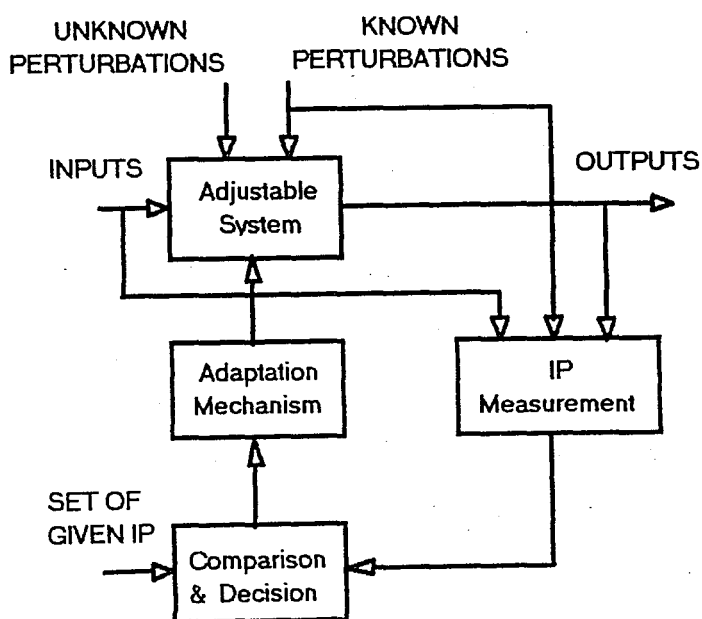 UNKNOWN
PERTURBATIONS
KNOWN
PERTURBATIONS
INPUTS
OUTPUTS
Adjustable
System
Adaptation
Mechanism
IP
Measurement
SET OF
GIVEN IP
Comparison
& Decision